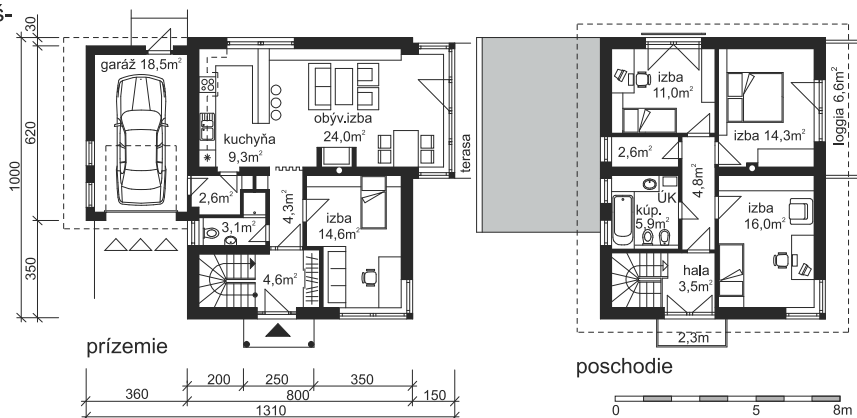 š-
30
620
1000
350
garáž 18,5m²
kuchyňa
9,3m²
obýv.izba
24,0m²
terasa
2,6m²
4,3m²
izba
14,6m²
3,1m²
4,6m²
prízemie
200 250 350
360 800 150
1310
izba
11,0m²
izba 14,3m²
loggia 6,6m²
2,6m²
4,8m²
ÚK
kúp.
5,9m²
izba
16,0m²
hala
3,5m²
2,3m
poschodie
0 5 8m